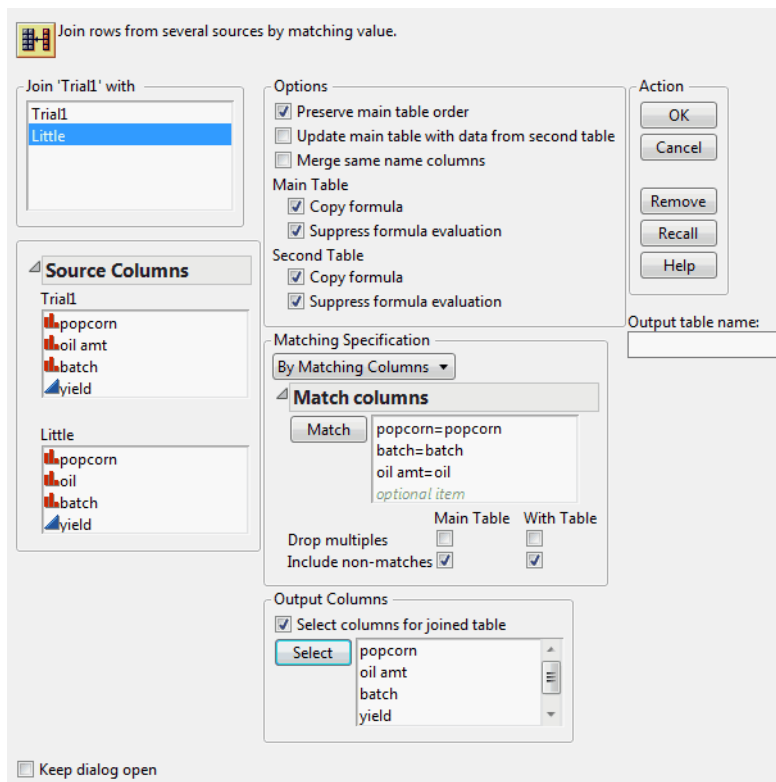 Join rows from several sources by matching value.
Join 'Trial1' with
Trial1
Little
Source Columns
Trial1
popcorn
oil amt
batch
yield
Little
popcorn
oil
batch
yield
Options
Preserve main table order
Update main table with data from second table
Merge same name columns
Main Table
Copy formula
Suppress formula evaluation
Second Table
Copy formula
Suppress formula evaluation
Matching Specification
By Matching Columns
Match columns
Match
popcorn=popcorn
batch=batch
oil amt=oil
optional item
Main Table With Table
Drop multiples
Include non-matches
Output Columns
Select columns for joined table
Select
popcorn
oil amt
batch
yield
Action
OK
Cancel
Remove
Recall
Help
Output table name:
Keep dialog open